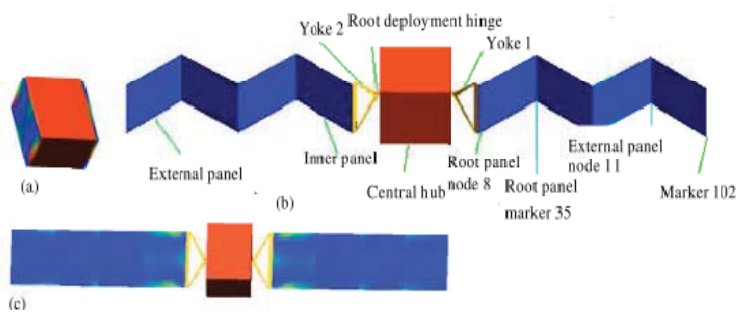 Yoke 2
Root deployment hinge
Yoke 1
External panel
Inner panel
Central hub
Root panel
node 8
Root panel
marker 35
External panel
node 11
Marker 102
(a)
(b)
(c)